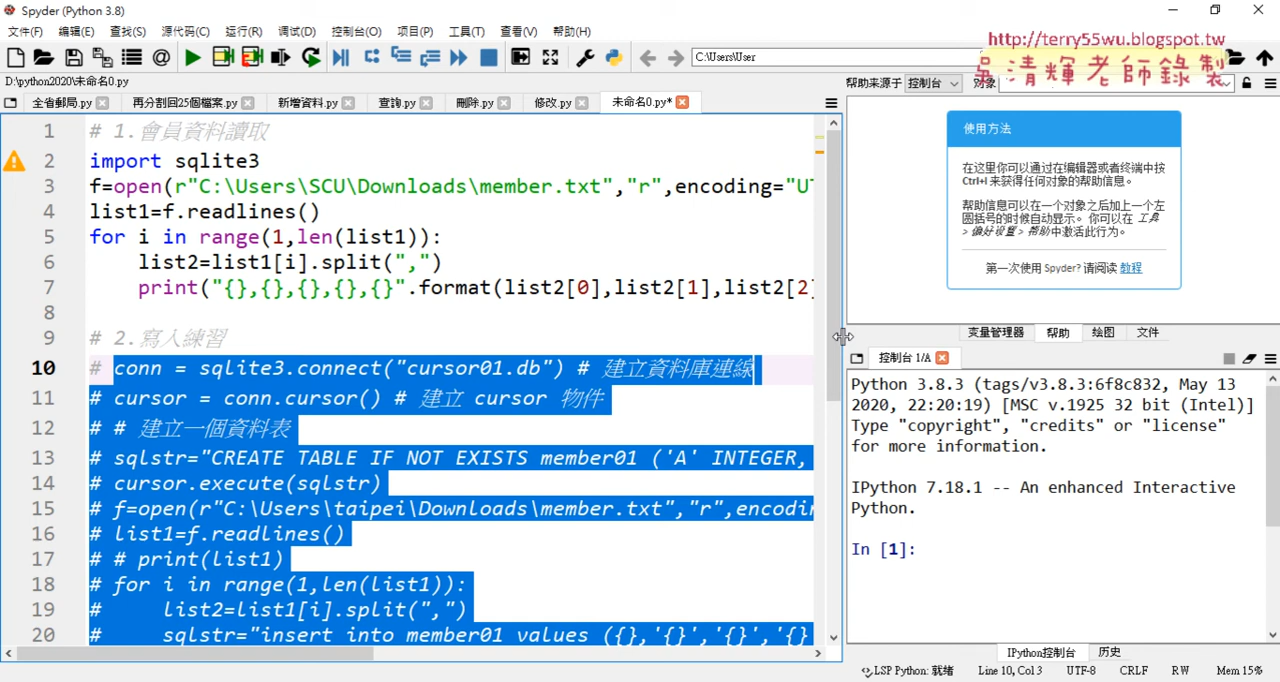 Spyder (Python 3.8)
文件(F) 编辑(E) 查找(S) 源代码(C) 运行(R) 调试(D) 控制台(O) 项目(P) 工具(T) 查看(V) 帮助(H)
http://terry55wu.blogspot.tw
吳清輝老師錄製
C:\Users\User
D:\python2020\未命名0.py
帮助来源于 控制台 对象
全省郵局.py 再分割回25個檔案.py 新增資料.py 查詢.py 刪除.py 修改.py 未命名0.py*
1 # 1.會員資料讀取
2 import sqlite3
3 f=open(r"C:\Users\SCU\Downloads\member.txt","r",encoding="UT
4 list1=f.readlines()
5 for i in range(1,len(list1)):
6 list2=list1[i].split(",")
7 print("{},{},{},{},{}".format(list2[0],list2[1],list2[2]
8
9 # 2.寫入練習
10 # conn = sqlite3.connect("cursor01.db") # 建立資料庫連線
11 # cursor = conn.cursor() # 建立 cursor 物件
12 # # 建立一個資料表
13 # sqlstr="CREATE TABLE IF NOT EXISTS member01 ('A' INTEGER,
14 # cursor.execute(sqlstr)
15 # f=open(r"C:\Users\taipei\Downloads\member.txt","r",encodin
16 # list1=f.readlines()
17 # # print(list1)
18 # for i in range(1,len(list1)):
19 # list2=list1[i].split(",")
20 # sqlstr="insert into member01 values ({},'{}','{}','{}
使用方法
在这里你可以通过在编辑器或者终端中按
Ctrl+I 来获得任何对象的帮助信息。
帮助信息可以在一个对象之后加上一个左
圆括号的时候自动显示。你可以在 工具
> 偏好设置 > 帮助中激活此行为。
第一次使用 Spyder? 请阅读 教程
变量管理器 帮助 绘图 文件
控制台 1/A
Python 3.8.3 (tags/v3.8.3:6f8c832, May 13
2020, 22:20:19) [MSC v.1925 32 bit (Intel)]
Type "copyright", "credits" or "license"
for more information.
IPython 7.18.1 -- An enhanced Interactive
Python.
In [1]:
IPython控制台 历史
LSP Python: 就绪 Line 10, Col 3 UTF-8 CRLF RW Mem 15%